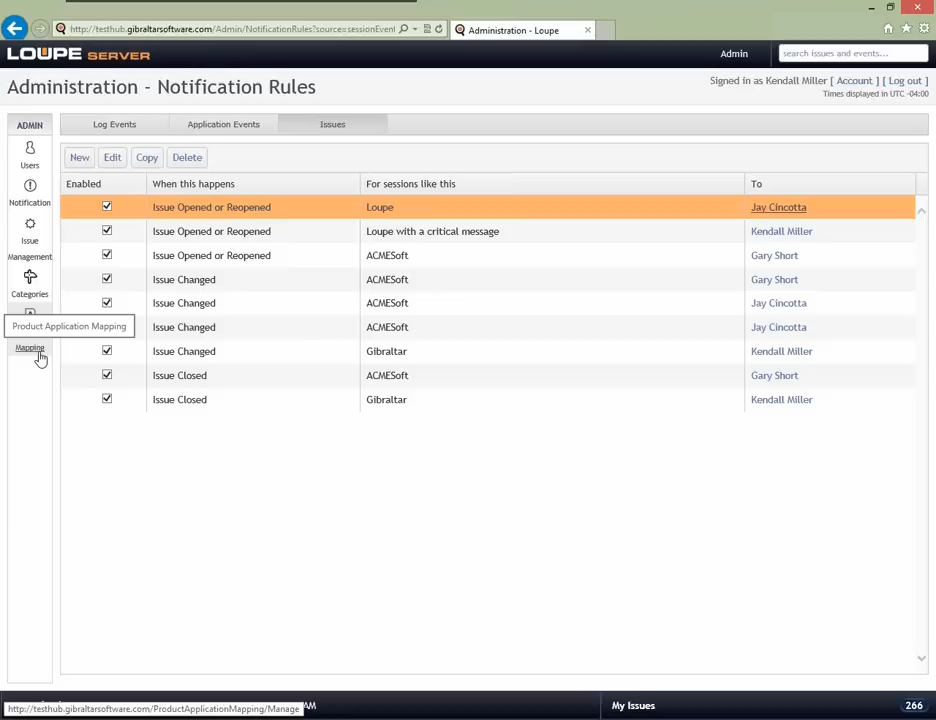 http://testhub.gibraltarsoftware.com/Admin/NotificationRules?source=sessionEvent
Administration - Loupe
LOUPE SERVER
Admin
search issues and events...
Administration - Notification Rules
Signed in as Kendall Miller [ Account ] [ Log out ]
Times displayed in UTC -04:00
ADMIN
Log Events
Application Events
Issues
New
Edit
Copy
Delete
Users
Notification
Issue
Management
Categories
Product Application Mapping
Mapping
Enabled When this happens For sessions like this To
Issue Opened or Reopened Loupe Jay Cincotta
Issue Opened or Reopened Loupe with a critical message Kendall Miller
Issue Opened or Reopened ACMESoft Gary Short
Issue Changed ACMESoft Gary Short
Issue Changed ACMESoft Jay Cincotta
Issue Changed ACMESoft Jay Cincotta
Issue Changed Gibraltar Kendall Miller
Issue Closed ACMESoft Gary Short
Issue Closed Gibraltar Kendall Miller
http://testhub.gibraltarsoftware.com/ProductApplicationMapping/Manage
AM
My Issues
266